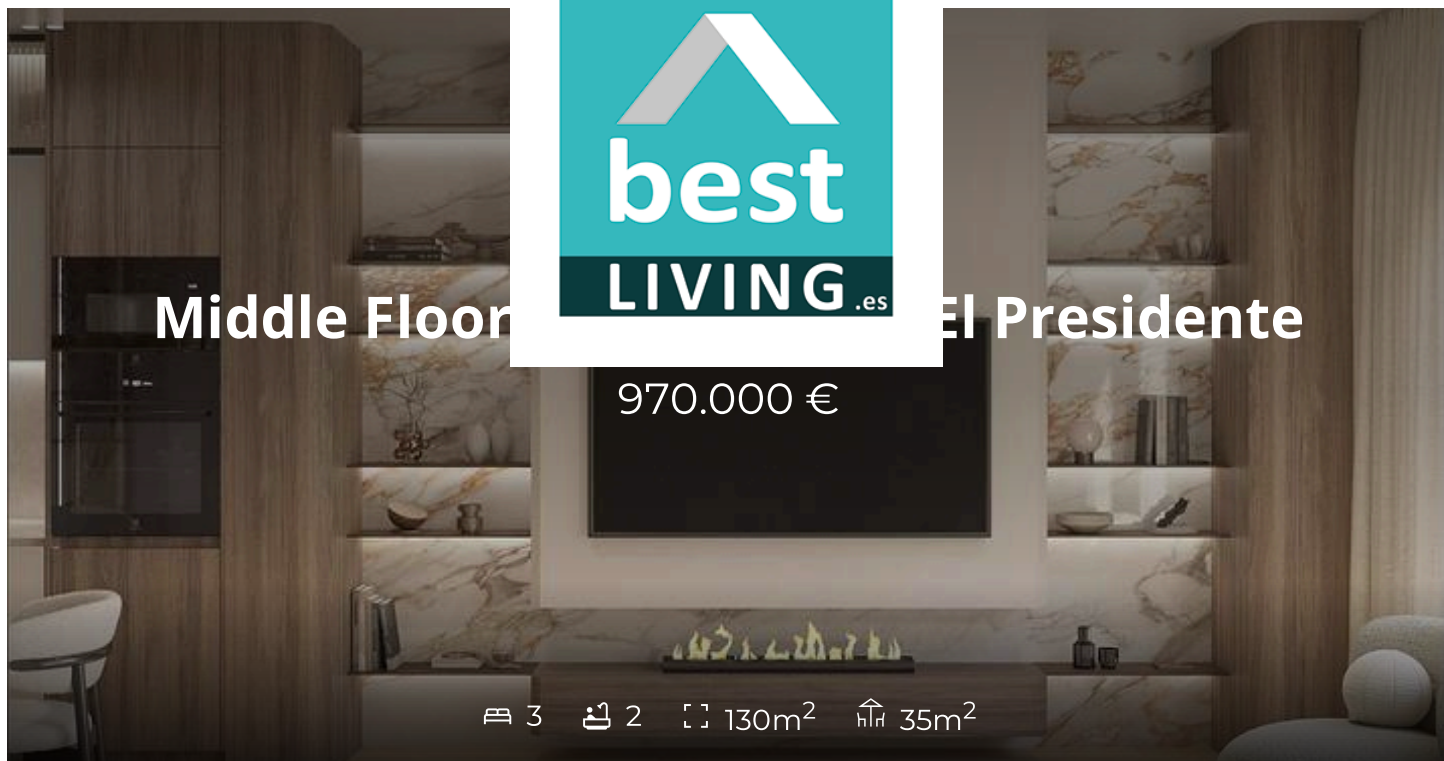 best
LIVING.es
Middle Floor El Presidente
970.000 €
3 2 130m² 35m²